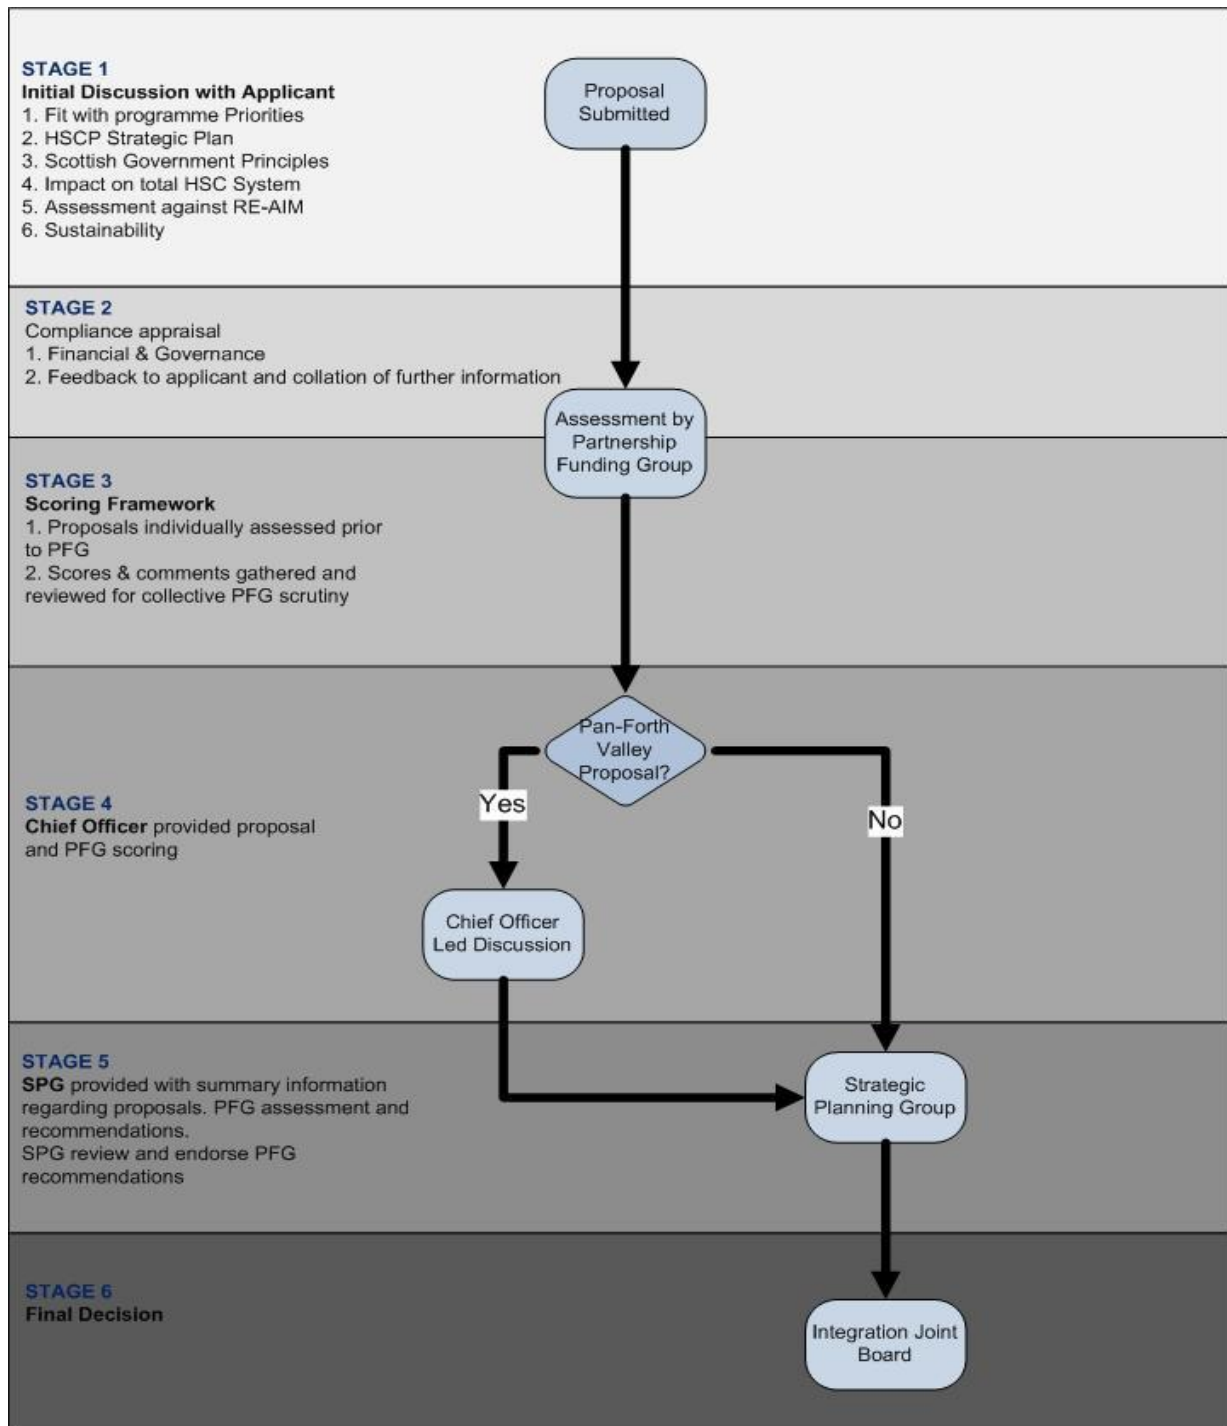 STAGE 1
Initial Discussion with Applicant
1. Fit with programme Priorities
2. HSCP Strategic Plan
3. Scottish Government Principles
4. Impact on total HSC System
5. Assessment against RE-AIM
6. Sustainability
Proposal
Submitted
STAGE 2
Compliance appraisal
1. Financial & Governance
2. Feedback to applicant and collation of further information
Assessment by
Partnership
Funding Group
STAGE 3
Scoring Framework
1. Proposals individually assessed prior
to PFG
2. Scores & comments gathered and
reviewed for collective PFG scrutiny
Pan-Forth
Valley
Proposal?
Yes
No
STAGE 4
Chief Officer provided proposal
and PFG scoring
Chief Officer
Led Discussion
STAGE 5
SPG provided with summary information
regarding proposals. PFG assessment and
recommendations.
SPG review and endorse PFG
recommendations
Strategic
Planning Group
STAGE 6
Final Decision
Integration Joint
Board